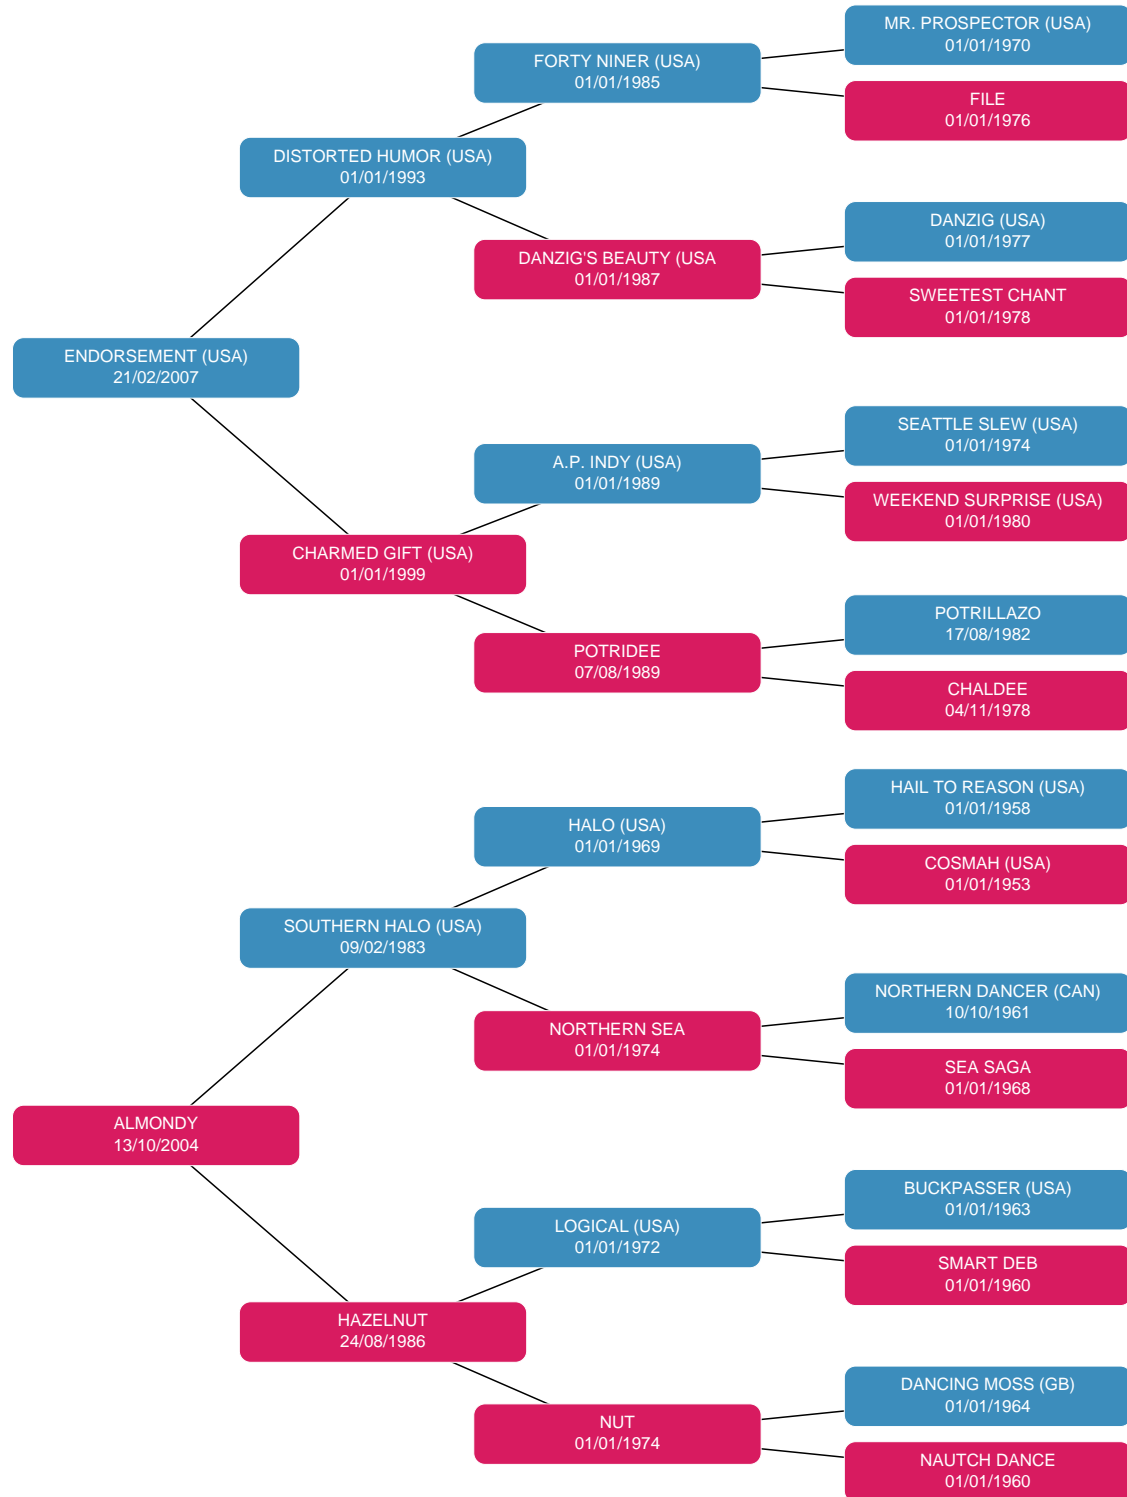 MR. PROSPECTOR (USA)
01/01/1970
FORTY NINER (USA)
01/01/1985
FILE
01/01/1976
DISTORTED HUMOR (USA)
01/01/1993
DANZIG (USA)
01/01/1977
DANZIG'S BEAUTY (USA
01/01/1987
SWEETEST CHANT
01/01/1978
ENDORSEMENT (USA)
21/02/2007
SEATTLE SLEW (USA)
01/01/1974
A.P. INDY (USA)
01/01/1989
WEEKEND SURPRISE (USA)
01/01/1980
CHARMED GIFT (USA)
01/01/1999
POTRILLAZO
17/08/1982
POTRIDEE
07/08/1989
CHALDEE
04/11/1978
HAIL TO REASON (USA)
01/01/1958
HALO (USA)
01/01/1969
COSMAH (USA)
01/01/1953
SOUTHERN HALO (USA)
09/02/1983
NORTHERN DANCER (CAN)
10/10/1961
NORTHERN SEA
01/01/1974
SEA SAGA
01/01/1968
ALMONDY
13/10/2004
BUCKPASSER (USA)
01/01/1963
LOGICAL (USA)
01/01/1972
SMART DEB
01/01/1960
HAZELNUT
24/08/1986
DANCING MOSS (GB)
01/01/1964
NUT
01/01/1974
NAUTCH DANCE
01/01/1960